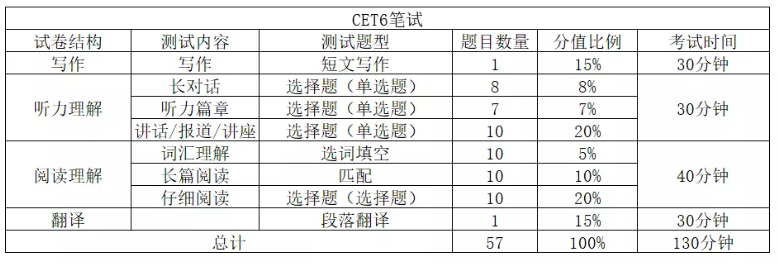 CET6笔试
试卷结构 测试内容 测试题型 题目数量 分值比例 考试时间
写作 写作 短文写作 1 15% 30分钟
听力理解 长对话 选择题（单选题） 8 8% 30分钟
听力篇章 选择题（单选题） 7 7%
讲话/报道/讲座 选择题（单选题） 10 20%
阅读理解 词汇理解 选词填空 10 5% 40分钟
长篇阅读 匹配 10 10%
仔细阅读 选择题（选择题） 10 20%
翻译 段落翻译 1 15% 30分钟
总计 57 100% 130分钟